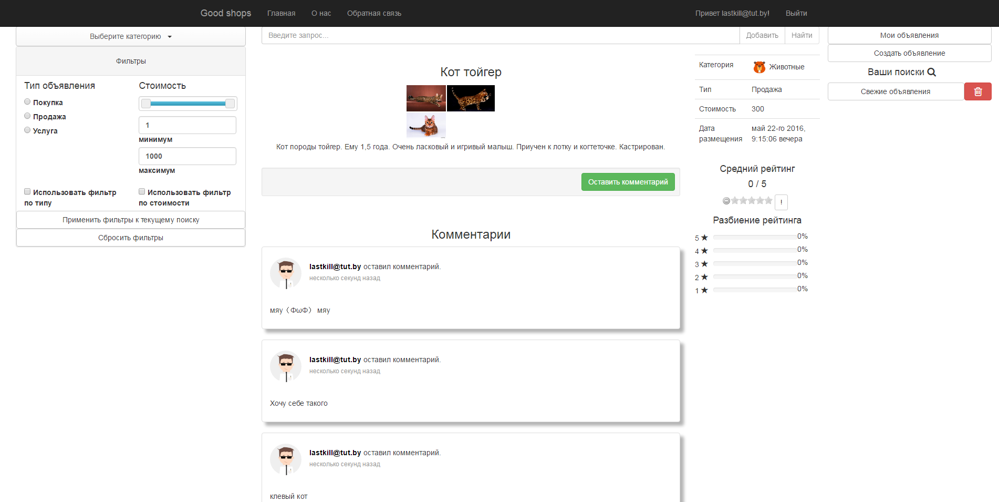 Good shops
Главная
О нас
Обратная связь
Привет lastkill@tut.by!
Выйти
Выберите категорию
Фильтры
Тип объявления
Покупка
Продажа
Услуга
Стоимость
1
минимум
1000
максимум
Использовать фильтр
по типу
Использовать фильтр
по стоимости
Применить фильтры к текущему поиску
Сбросить фильтры
Введите запрос...
Добавить
Найти
Кот тойгер
Кот породы тойгер. Ему 1,5 года. Очень ласковый и игривый малыш. Приучен к лотку и когтеточке. Кастрирован.
Оставить комментарий
Комментарии
lastkill@tut.by оставил комментарий.
несколько секунд назад
мяу（ΦωΦ） мяу
lastkill@tut.by оставил комментарий.
несколько секунд назад
Хочу себе такого
lastkill@tut.by оставил комментарий.
несколько секунд назад
клевый кот
Категория
Животные
Тип
Продажа
Стоимость
300
Дата
размещения
май 22-го 2016,
9:15:06 вечера
Средний рейтинг
0 / 5
!
Разбиение рейтинга
5 ★ 0%
4 ★ 0%
3 ★ 0%
2 ★ 0%
1 ★ 0%
Мои объявления
Создать объявление
Ваши поиски
Свежие объявления